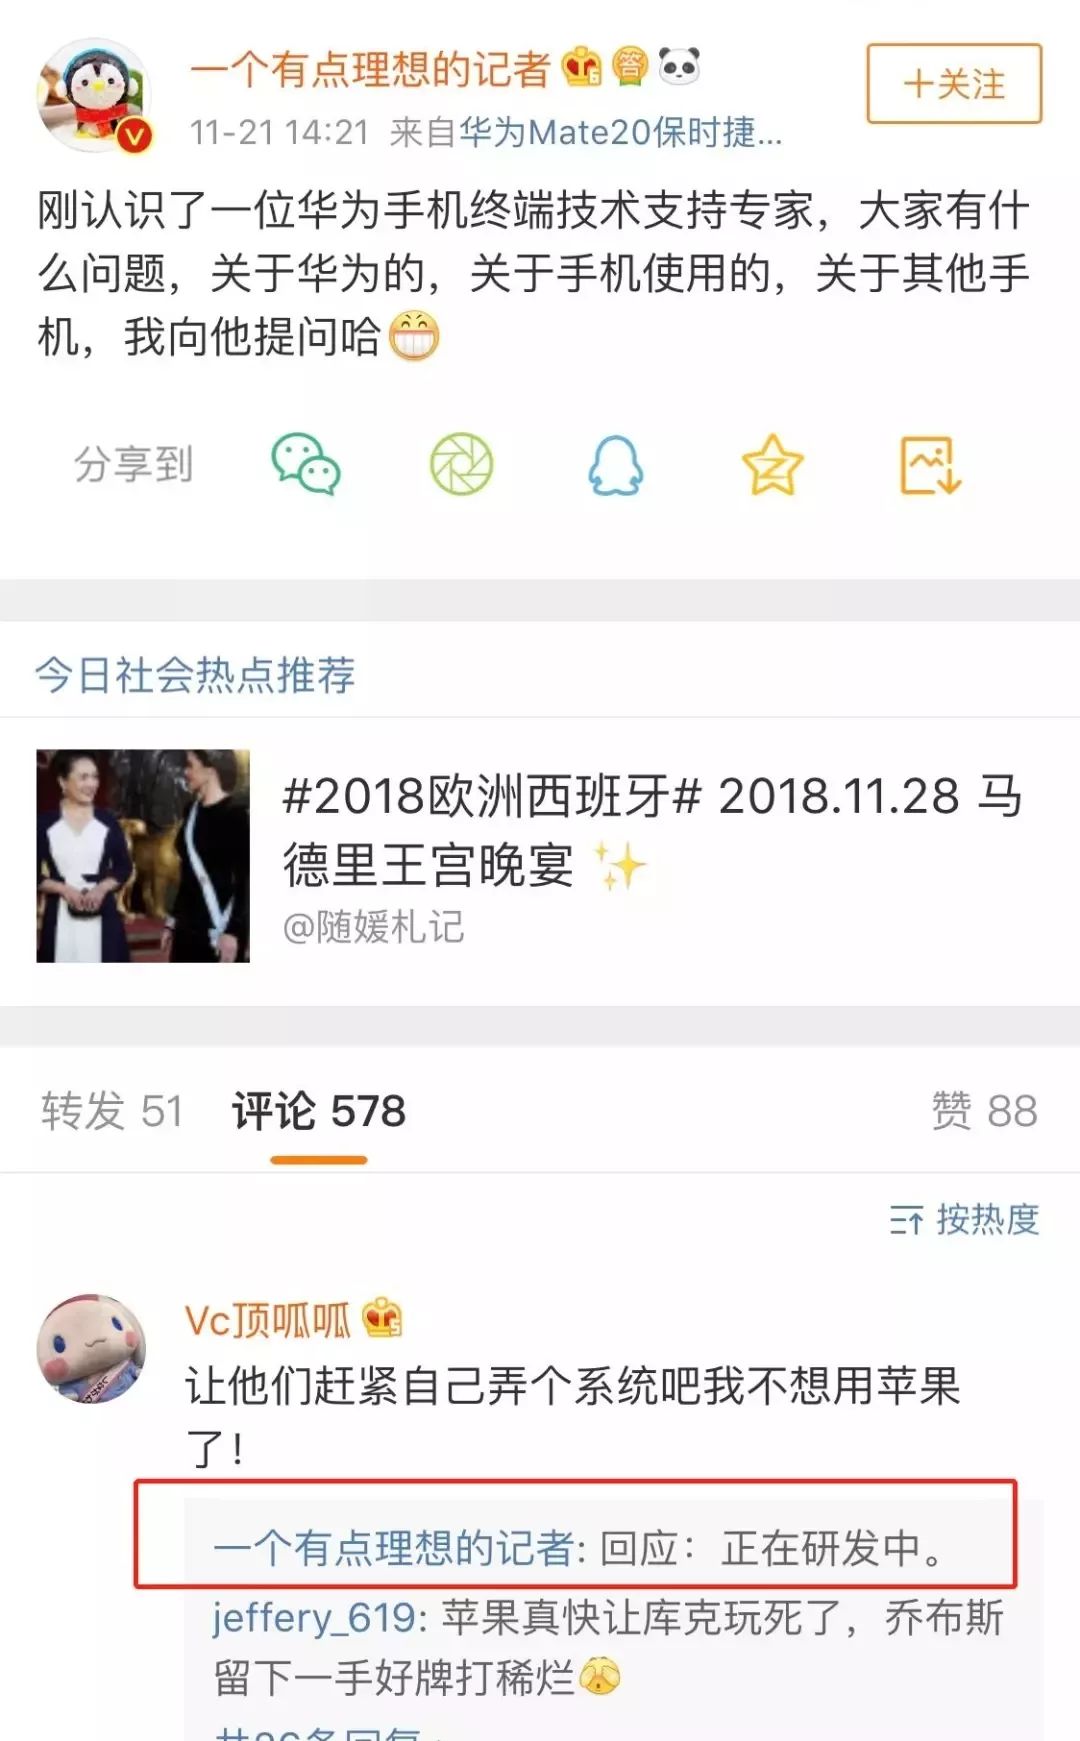 一个有点理想的记者
+关注
11-21 14:21 来自华为Mate20保时捷...
刚认识了一位华为手机终端技术支持专家，大家有什
么问题，关于华为的，关于手机使用的，关于其他手
机，我向他提问哈
分享到
今日社会热点推荐
#2018欧洲西班牙# 2018.11.28 马
德里王宫晚宴
@随媛札记
转发 51 评论 578 赞 88
按热度
Vc顶呱呱
让他们赶紧自己弄个系统吧我不想用苹果
了！
一个有点理想的记者: 回应：正在研发中。
jeffery_619: 苹果真快让库克玩死了，乔布斯
留下一手好牌打稀烂
共26条回复